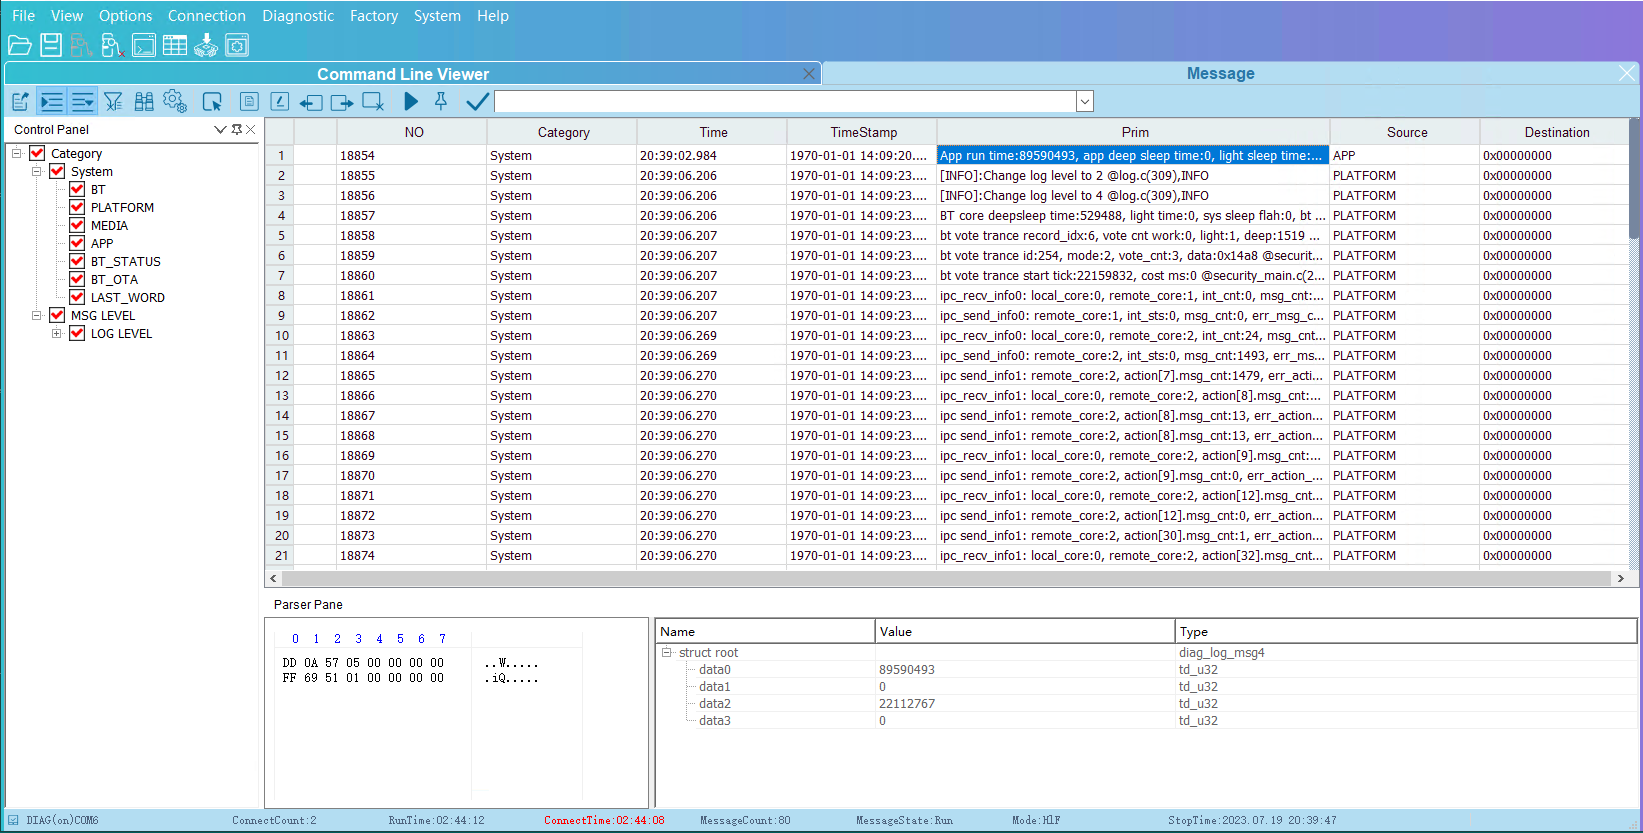 File View Options Connection Diagnostic Factory System Help
Command Line Viewer Message
Control Panel
Category
System
BT
PLATFORM
MEDIA
APP
BT_STATUS
BT_OTA
LAST_WORD
MSG LEVEL
LOG LEVEL
NO Category Time TimeStamp Prim Source Destination
1 18854 System 20:39:02.984 1970-01-01 14:09:20.... App run time:89590493, app deep sleep time:0, light sleep time:... APP 0x00000000
2 18855 System 20:39:06.206 1970-01-01 14:09:23.... [INFO]:Change log level to 2 @log.c(309),INFO PLATFORM 0x00000000
3 18856 System 20:39:06.206 1970-01-01 14:09:23.... [INFO]:Change log level to 4 @log.c(309),INFO PLATFORM 0x00000000
4 18857 System 20:39:06.206 1970-01-01 14:09:23.... BT core deepsleep time:529488, light time:0, sys sleep flah:0, bt ... PLATFORM 0x00000000
5 18858 System 20:39:06.207 1970-01-01 14:09:23.... bt vote trance record_idx:6, vote cnt work:0, light:1, deep:1519 ... PLATFORM 0x00000000
6 18859 System 20:39:06.207 1970-01-01 14:09:23.... bt vote trance id:254, mode:2, vote_cnt:3, data:0x14a8 @securit... PLATFORM 0x00000000
7 18860 System 20:39:06.207 1970-01-01 14:09:23.... bt vote trance start tick:22159832, cost ms:0 @security_main.c(2... PLATFORM 0x00000000
8 18861 System 20:39:06.207 1970-01-01 14:09:23.... ipc_recv_info0: local_core:0, remote_core:1, int_cnt:0, msg_cnt:... PLATFORM 0x00000000
9 18862 System 20:39:06.207 1970-01-01 14:09:23.... ipc_send_info0: remote_core:1, int_sts:0, msg_cnt:0, err_msg_c... PLATFORM 0x00000000
10 18863 System 20:39:06.269 1970-01-01 14:09:23.... ipc_recv_info0: local_core:0, remote_core:2, int_cnt:24, msg_cnt... PLATFORM 0x00000000
11 18864 System 20:39:06.269 1970-01-01 14:09:23.... ipc_send_info0: remote_core:2, int_sts:0, msg_cnt:1493, err_ms... PLATFORM 0x00000000
12 18865 System 20:39:06.270 1970-01-01 14:09:23.... ipc send_info1: remote_core:2, action[7].msg_cnt:1479, err_acti... PLATFORM 0x00000000
13 18866 System 20:39:06.270 1970-01-01 14:09:23.... ipc_recv_info1: local_core:0, remote_core:2, action[8].msg_cnt:... PLATFORM 0x00000000
14 18867 System 20:39:06.270 1970-01-01 14:09:23.... ipc send_info1: remote_core:2, action[8].msg_cnt:13, err_action... PLATFORM 0x00000000
15 18868 System 20:39:06.270 1970-01-01 14:09:23.... ipc send_info1: remote_core:2, action[8].msg_cnt:13, err_action... PLATFORM 0x00000000
16 18869 System 20:39:06.270 1970-01-01 14:09:23.... ipc_recv_info1: local_core:0, remote_core:2, action[9].msg_cnt:... PLATFORM 0x00000000
17 18870 System 20:39:06.270 1970-01-01 14:09:23.... ipc send_info1: remote_core:2, action[9].msg_cnt:0, err_action_... PLATFORM 0x00000000
18 18871 System 20:39:06.270 1970-01-01 14:09:23.... ipc_recv_info1: local_core:0, remote_core:2, action[12].msg_cnt... PLATFORM 0x00000000
19 18872 System 20:39:06.270 1970-01-01 14:09:23.... ipc send_info1: remote_core:2, action[12].msg_cnt:0, err_action... PLATFORM 0x00000000
20 18873 System 20:39:06.270 1970-01-01 14:09:23.... ipc send_info1: remote_core:2, action[30].msg_cnt:1, err_action... PLATFORM 0x00000000
21 18874 System 20:39:06.270 1970-01-01 14:09:23.... ipc_recv_info1: local_core:0, remote_core:2, action[32].msg_cnt... PLATFORM 0x00000000
Parser Pane
0 1 2 3 4 5 6 7
DD 0A 57 05 00 00 00 00 ..W.....
FF 69 51 01 00 00 00 00 .iQ.....
Name Value Type
struct root diag_log_msg4
data0 89590493 td_u32
data1 0 td_u32
data2 22112767 td_u32
data3 0 td_u32
DIAG(on)COM6 ConnectCount:2 RunTime:02:44:12 ConnectTime:02:44:08 MessageCount:80 MessageState:Run Mode:HIF StopTime:2023.07.19 20:39:47